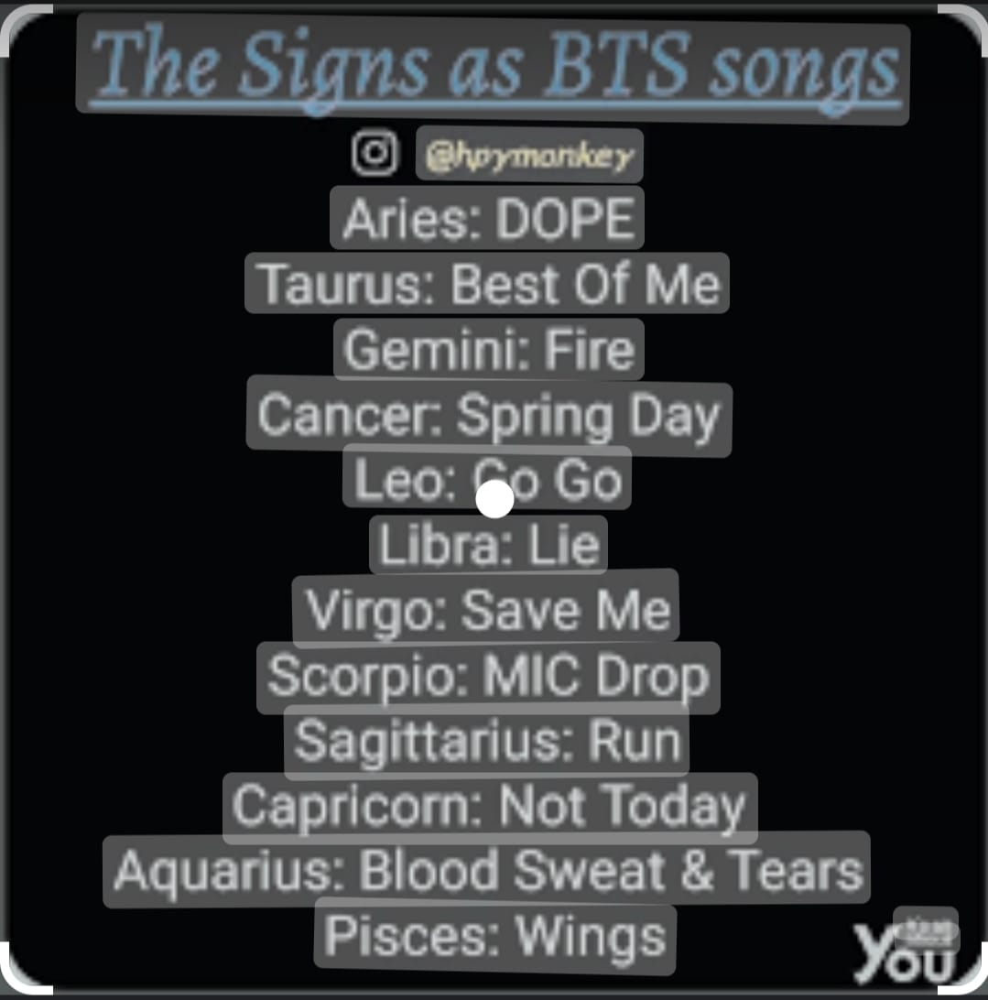 The Signs as BTS songs
@hpymonkey
Aries: DOPE
Taurus: Best Of Me
Gemini: Fire
Cancer: Spring Day
Leo: Go Go
Libra: Lie
Virgo: Save Me
Scorpio: MIC Drop
Sagittarius: Run
Capricorn: Not Today
Aquarius: Blood Sweat & Tears
Pisces: Wings
You